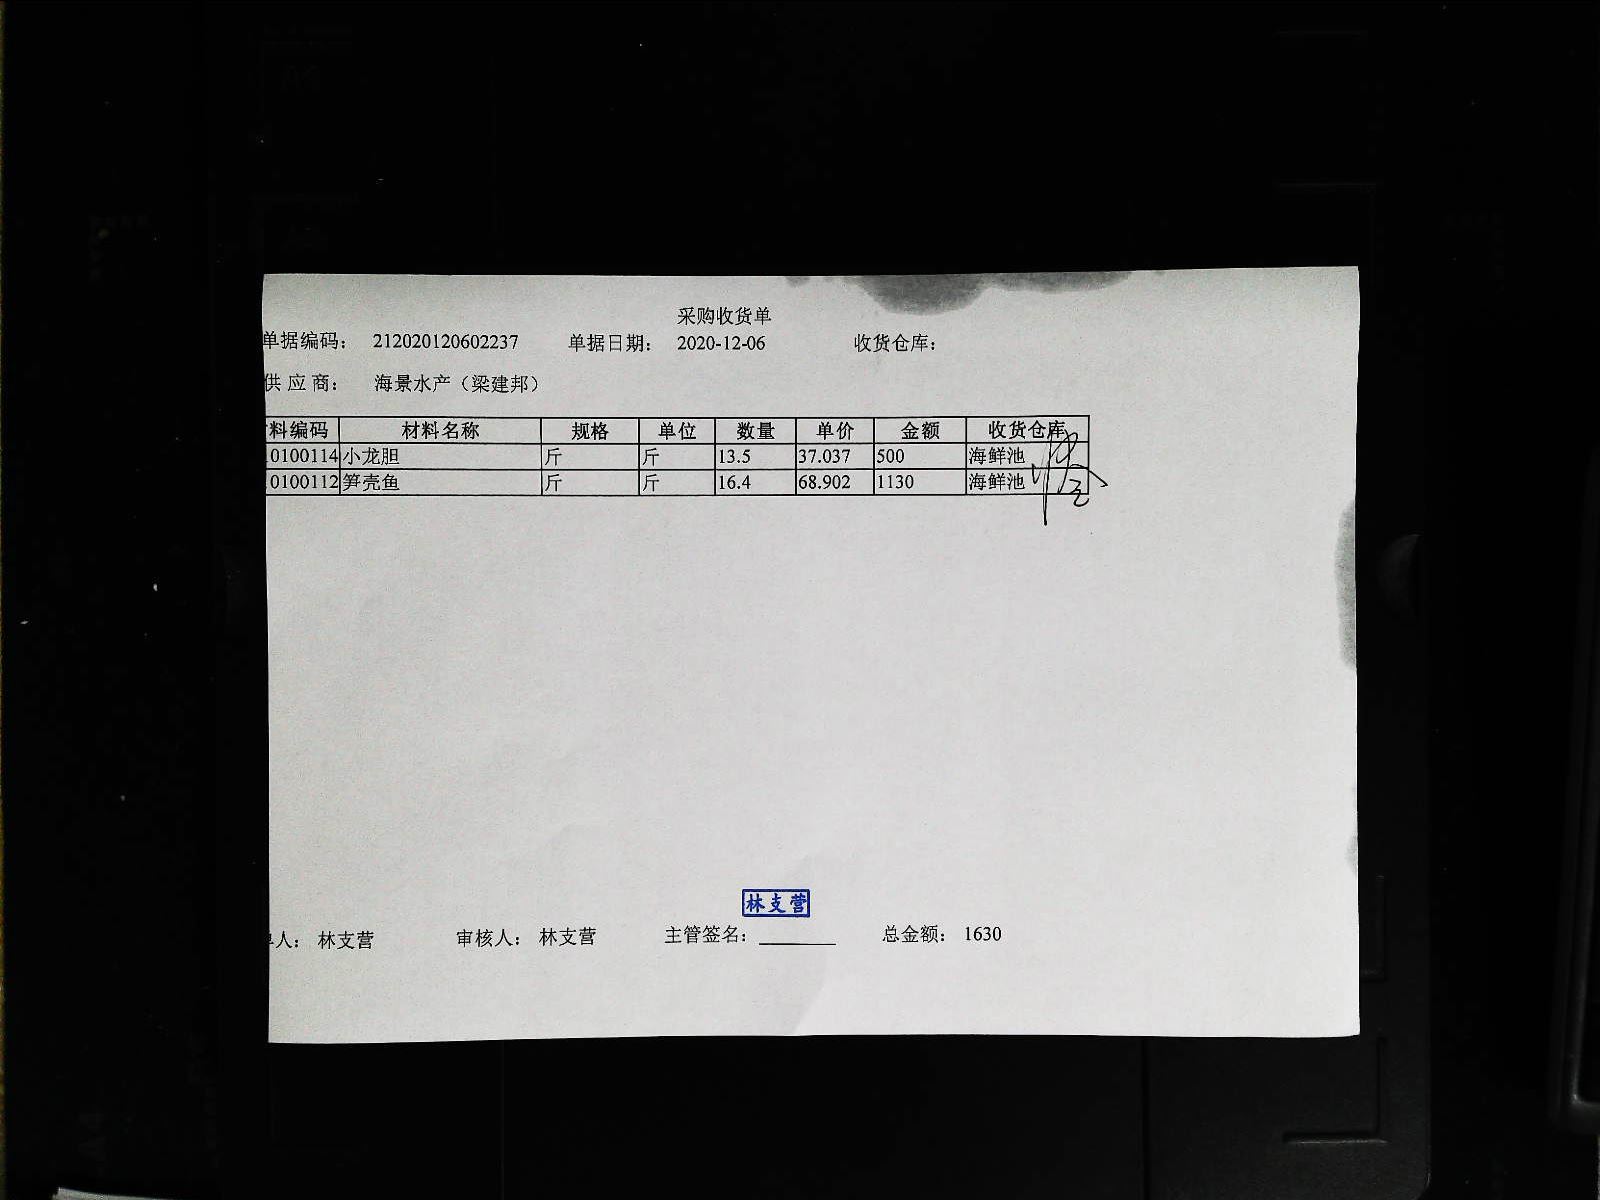 采购收货单
单据编码： 212020120602237 单据日期： 2020-12-06 收货仓库：
供 应 商： 海景水产（梁建邦）
料编码 材料名称 规格 单位 数量 单价 金额 收货仓库
0100114 小龙胆 斤 斤 13.5 37.037 500 海鲜池
0100112 笋壳鱼 斤 斤 16.4 68.902 1130 海鲜池
林支营
人： 林支营 审核人： 林支营 主管签名： 总金额： 1630